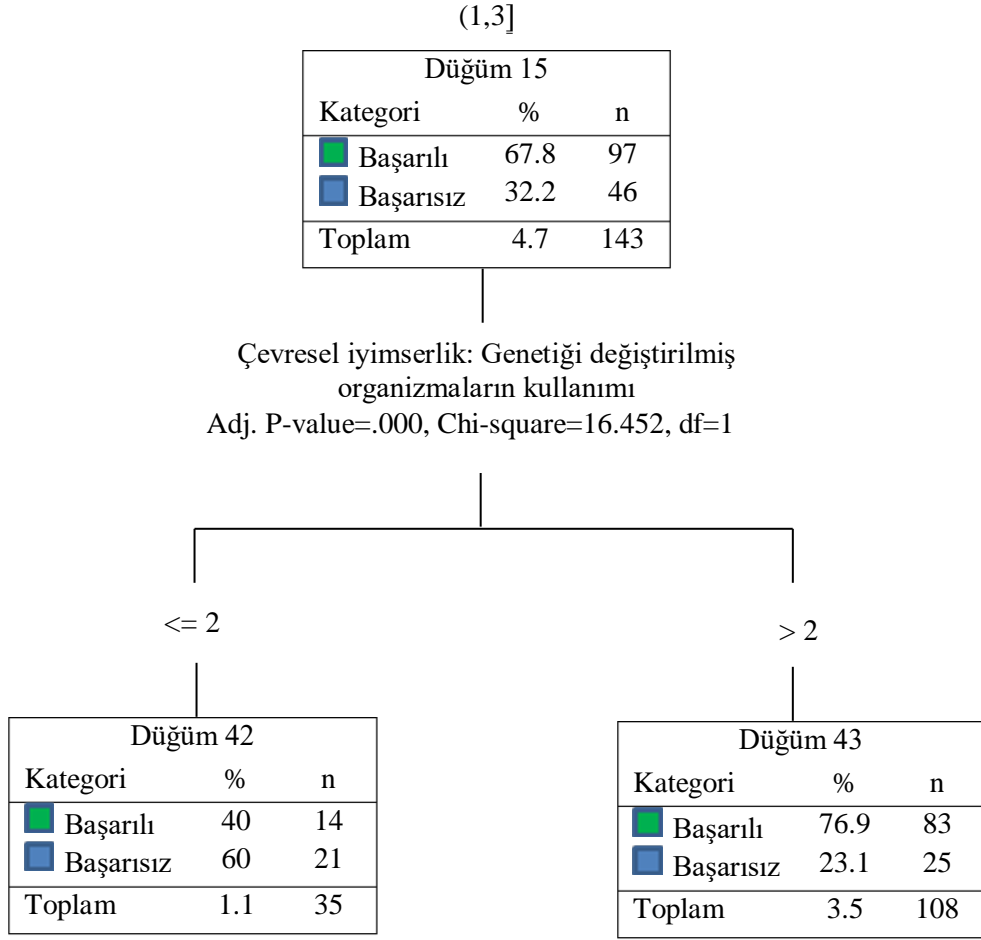 (1,3]
Düğüm 15
Kategori % n
Başarılı 67.8 97
Başarısız 32.2 46
Toplam 4.7 143
Çevresel iyimserlik: Genetiği değiştirilmiş
organizmaların kullanımı
Adj. P-value=.000, Chi-square=16.452, df=1
<= 2
> 2
Düğüm 42
Kategori % n
Başarılı 40 14
Başarısız 60 21
Toplam 1.1 35
Düğüm 43
Kategori % n
Başarılı 76.9 83
Başarısız 23.1 25
Toplam 3.5 108